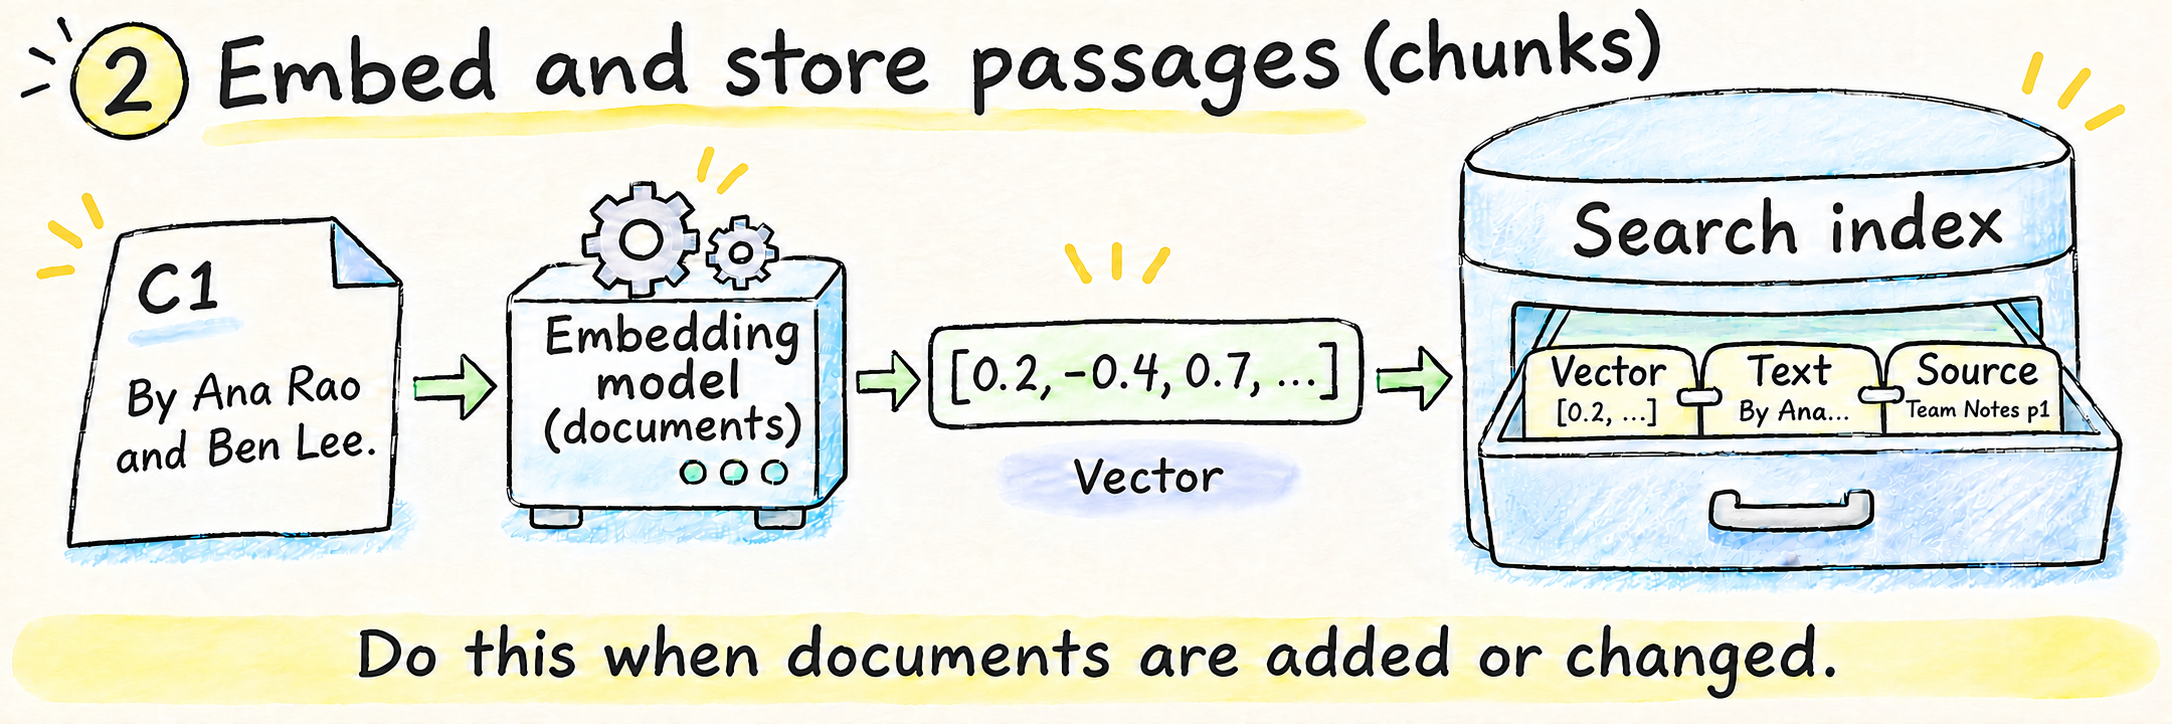 2 Embed and store passages (chunks)
C1
By Ana Rao
and Ben Lee.
Embedding
model
(documents)
[0.2, -0.4, 0.7, ...]
Vector
Search index
Vector
[0.2, ...]
Text
By Ana...
Source
Team Notes p1
Do this when documents are added or changed.